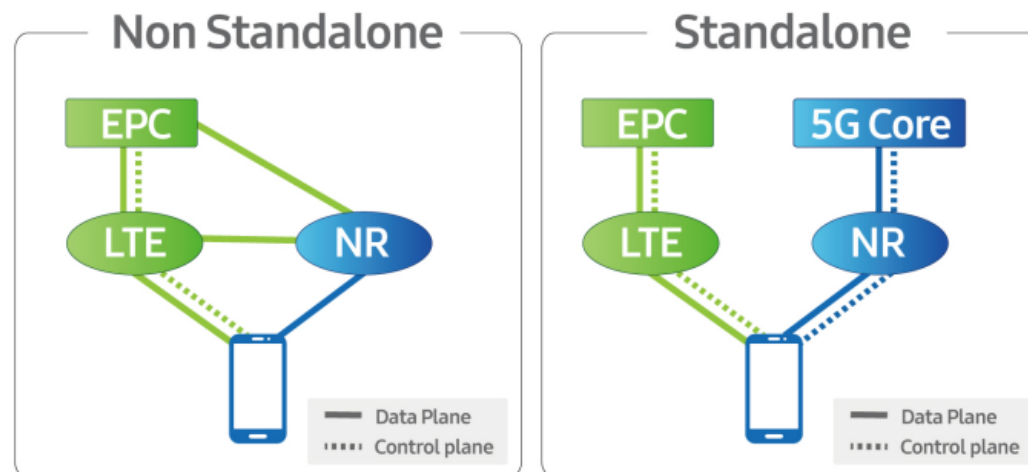 Non Standalone
EPC
LTE
NR
Data Plane
Control plane
Standalone
EPC
5G Core
LTE
NR
Data Plane
Control plane